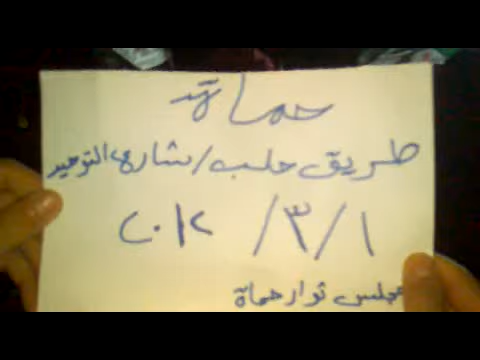 حماة
طريق حلب/شارع التوحيد
٢٠١٢ /٣/١
مجلس ثوار حماة